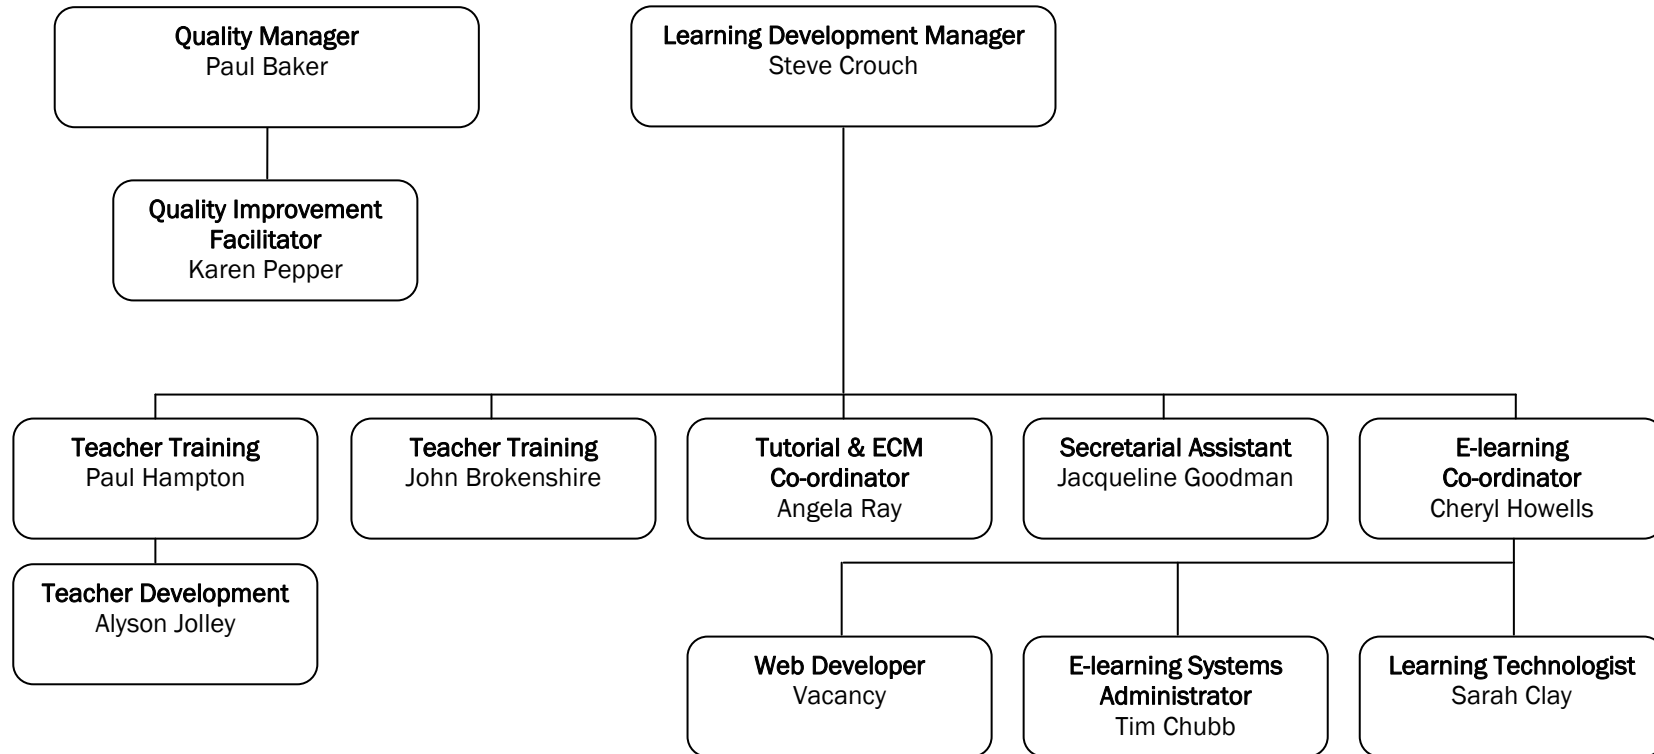 Quality Manager
Paul Baker
Learning Development Manager
Steve Crouch
Quality Improvement
Facilitator
Karen Pepper
Teacher Training
Paul Hampton
Teacher Training
John Brokenshire
Tutorial & ECM
Co-ordinator
Angela Ray
Secretarial Assistant
Jacqueline Goodman
E-learning
Co-ordinator
Cheryl Howells
Teacher Development
Alyson Jolley
Web Developer
Vacancy
E-learning Systems
Administrator
Tim Chubb
Learning Technologist
Sarah Clay